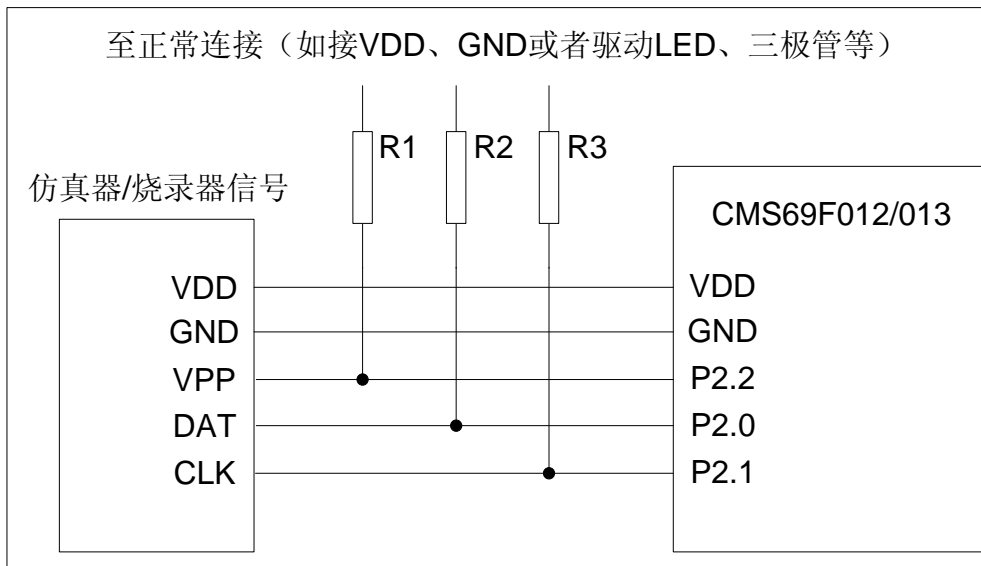 至正常连接（如接VDD、GND或者驱动LED、三极管等）
R1
R2
R3
仿真器/烧录器信号
CMS69F012/013
VDD
VDD
GND
GND
VPP
P2.2
DAT
P2.0
CLK
P2.1